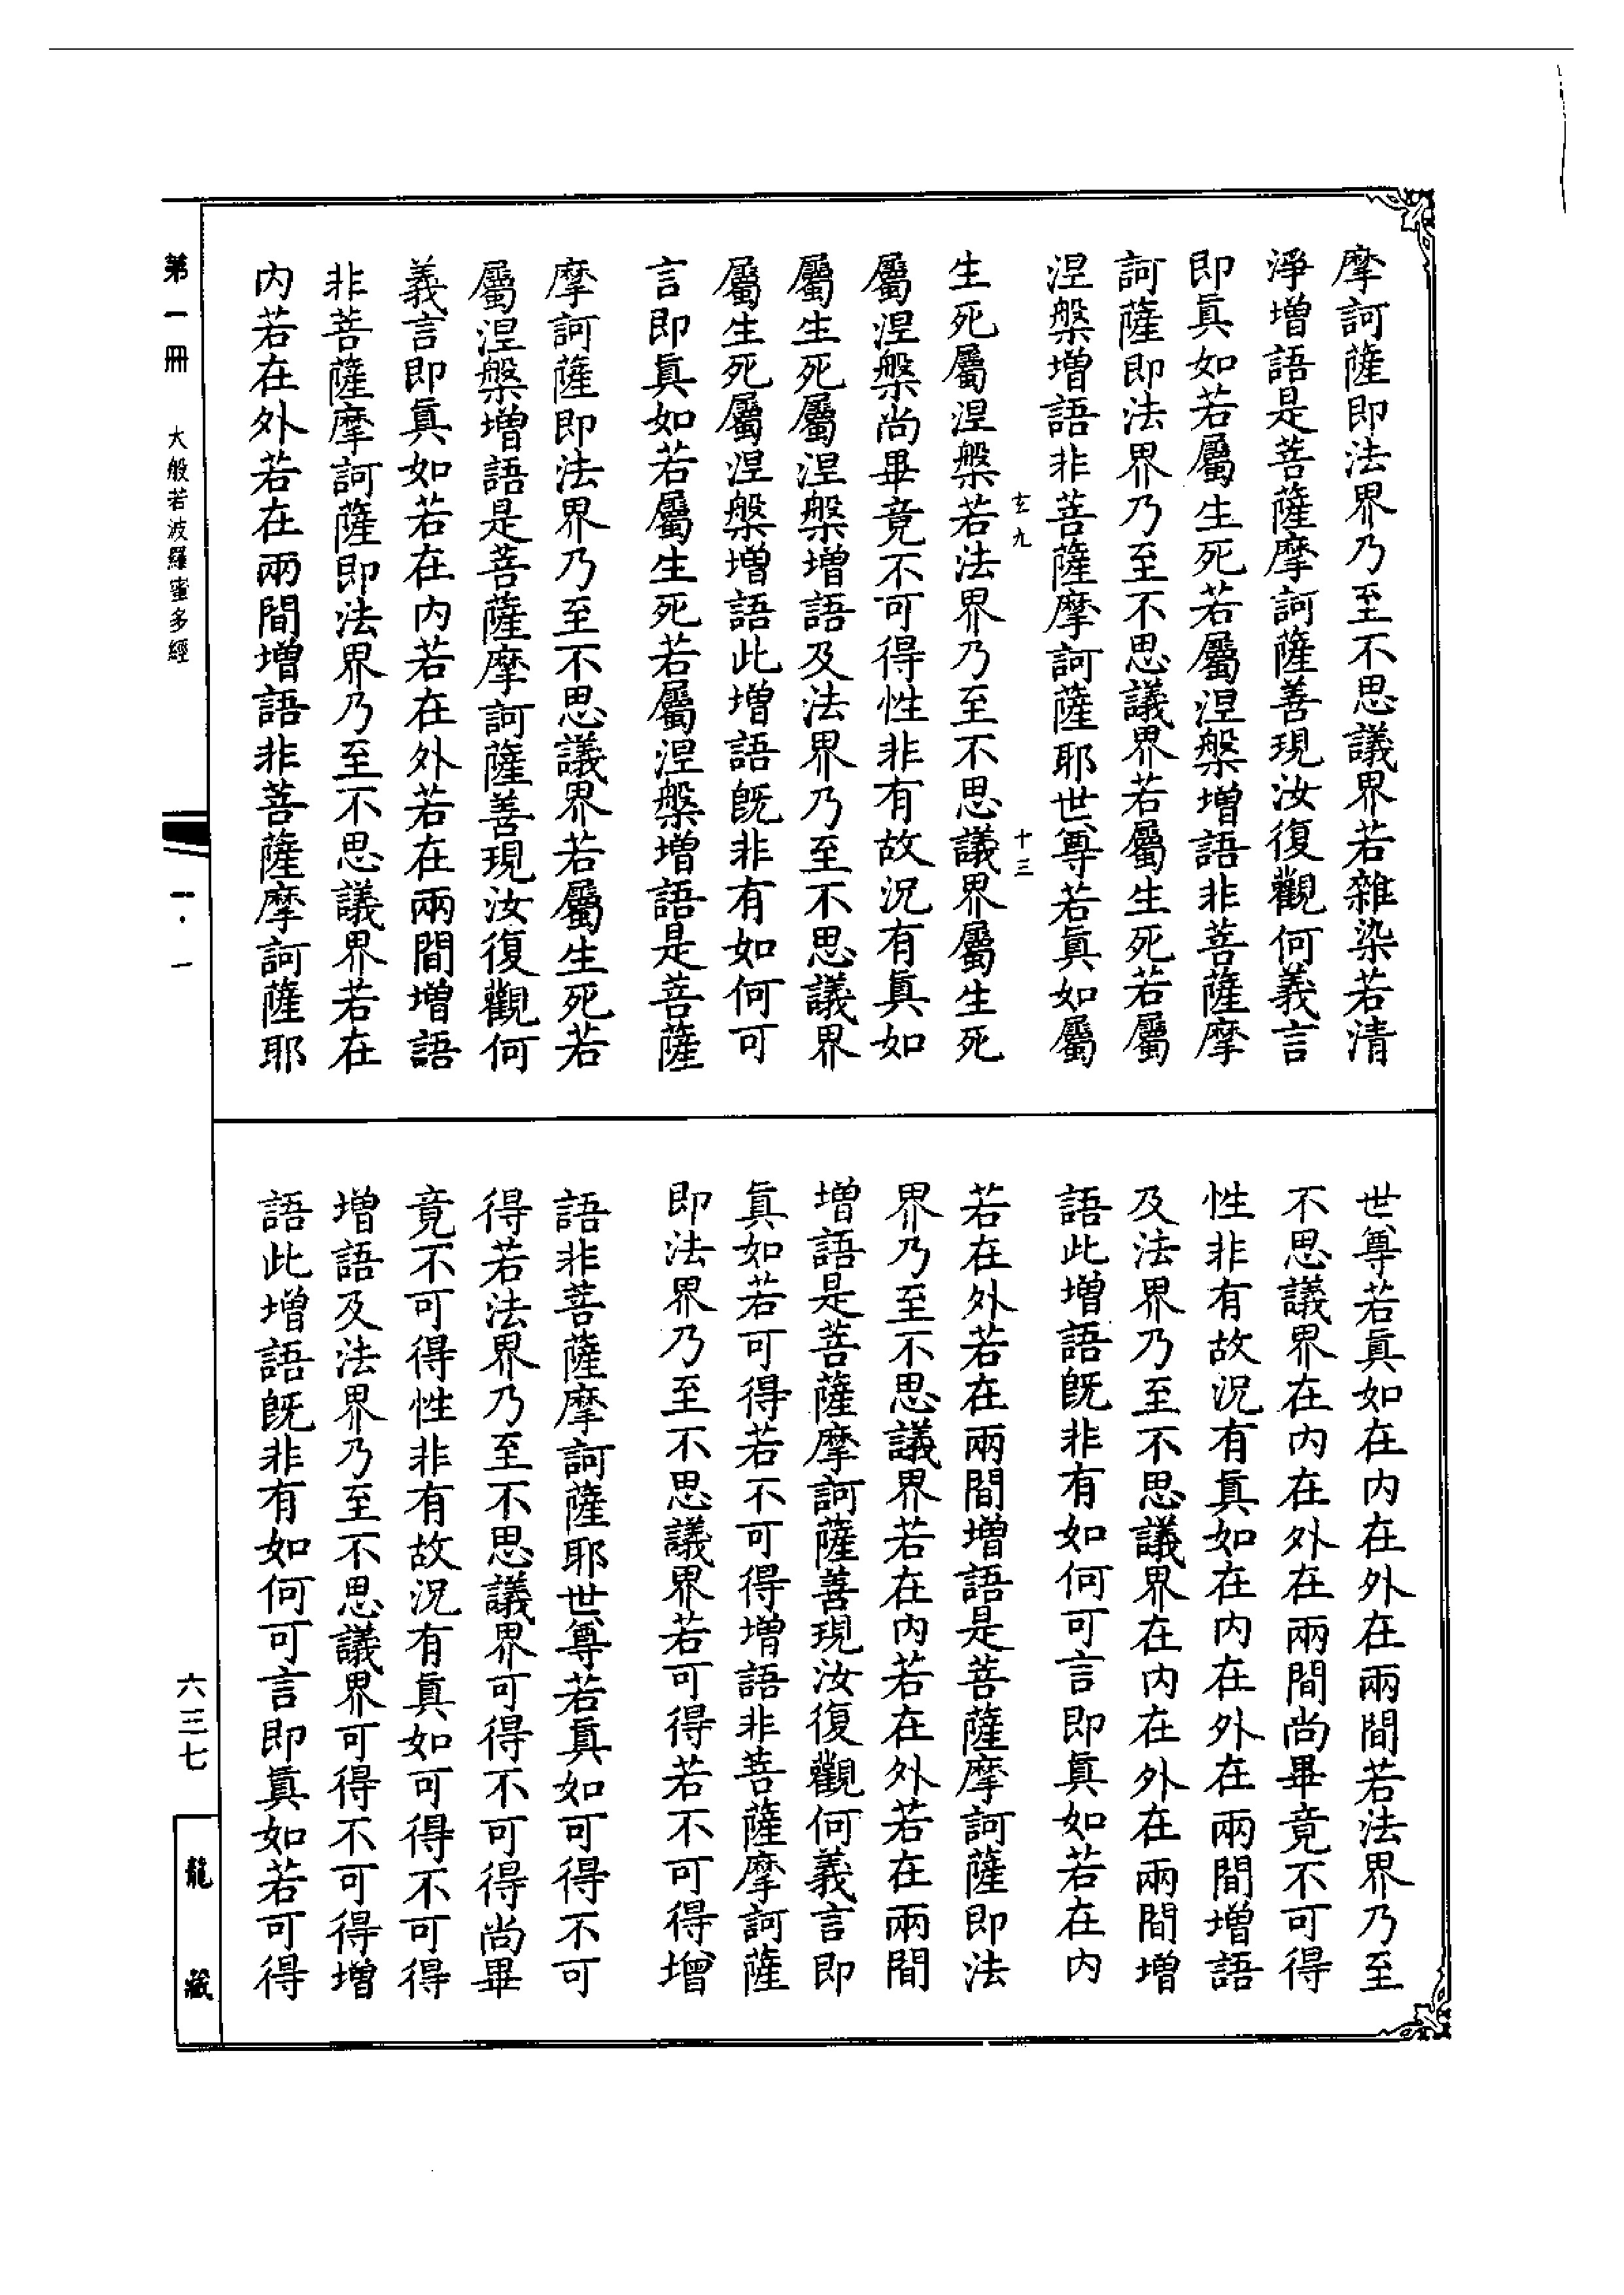 摩訶薩即法界乃至不思議界若雜染若清
淨增語是菩薩摩訶薩善現汝復觀何義言
即真如若屬生死若屬涅槃增語非菩薩摩
訶薩即法界乃至不思議界若屬生死若屬
涅槃增語非菩薩摩訶薩耶世尊若真如屬
玄九 十三
生死屬涅槃若法界乃至不思議界屬生死
屬涅槃尚畢竟不可得性非有故況有真如
屬生死屬涅槃增語及法界乃至不思議界
屬生死屬涅槃增語此增語既非有如何可
言即真如若屬生死若屬涅槃增語是菩薩
摩訶薩即法界乃至不思議界若屬生死若
屬涅槃增語是菩薩摩訶薩善現汝復觀何
義言即真如若在內若在外若在兩間增語
非菩薩摩訶薩即法界乃至不思議界若在
內若在外若在兩間增語非菩薩摩訶薩耶
世尊若真如在內在外在兩間若法界乃至
不思議界在內在外在兩間尚畢竟不可得
性非有故況有真如在內在外在兩間增語
及法界乃至不思議界在內在外在兩間增
語此增語既非有如何可言即真如若在內
若在外若在兩間增語是菩薩摩訶薩即法
界乃至不思議界若在內若在外若在兩間
增語是菩薩摩訶薩善現汝復觀何義言即
真如若可得若不可得增語非菩薩摩訶薩
即法界乃至不思議界若可得若不可得增
語非菩薩摩訶薩耶世尊若真如可得不可
得若法界乃至不思議界可得不可得尚畢
竟不可得性非有故況有真如可得不可得
增語及法界乃至不思議界可得不可得增
語此增語既非有如何可言即真如若可得
第一冊 大般若波羅蜜多經 一·一
六三七
龍藏